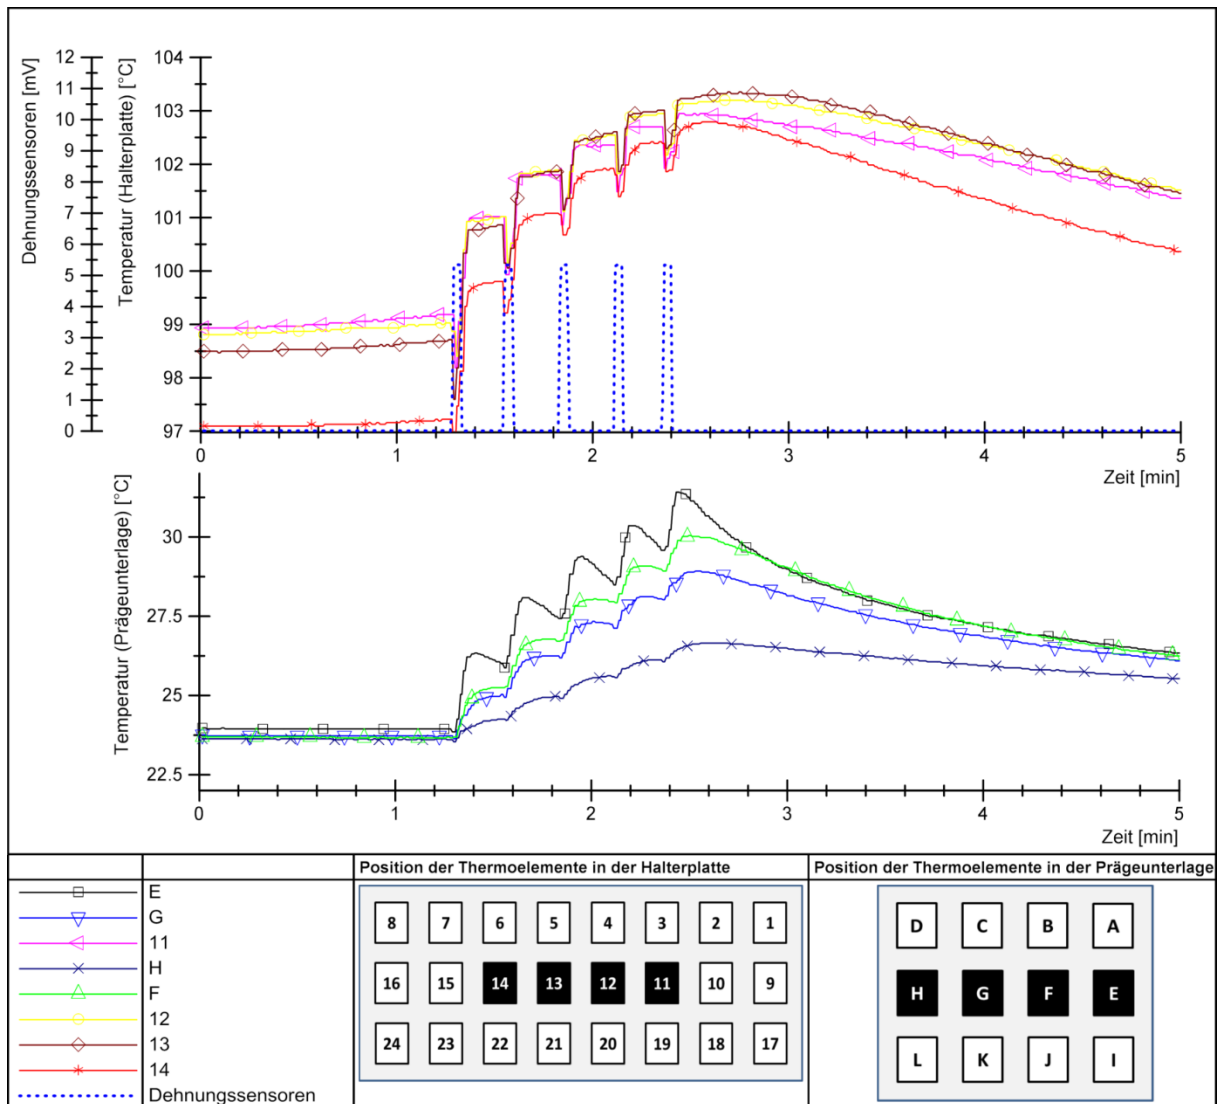 Dehnungssensoren [mV]
12
11
10
9
8
7
6
5
4
3
2
1
0
Temperatur (Halterplatte) [°C]
104
103
102
101
100
99
98
97
0 1 2 3 4 5
Zeit [min]
Temperatur (Prägeunterlage) [°C]
30
27.5
25
22.5
0 1 2 3 4 5
Zeit [min]
Position der Thermoelemente in der Halterplatte
Position der Thermoelemente in der Prägeunterlage
E
G
11
H
F
12
13
14
Dehnungssensoren
8 7 6 5 4 3 2 1
16 15 14 13 12 11 10 9
24 23 22 21 20 19 18 17
D C B A
H G F E
L K J I